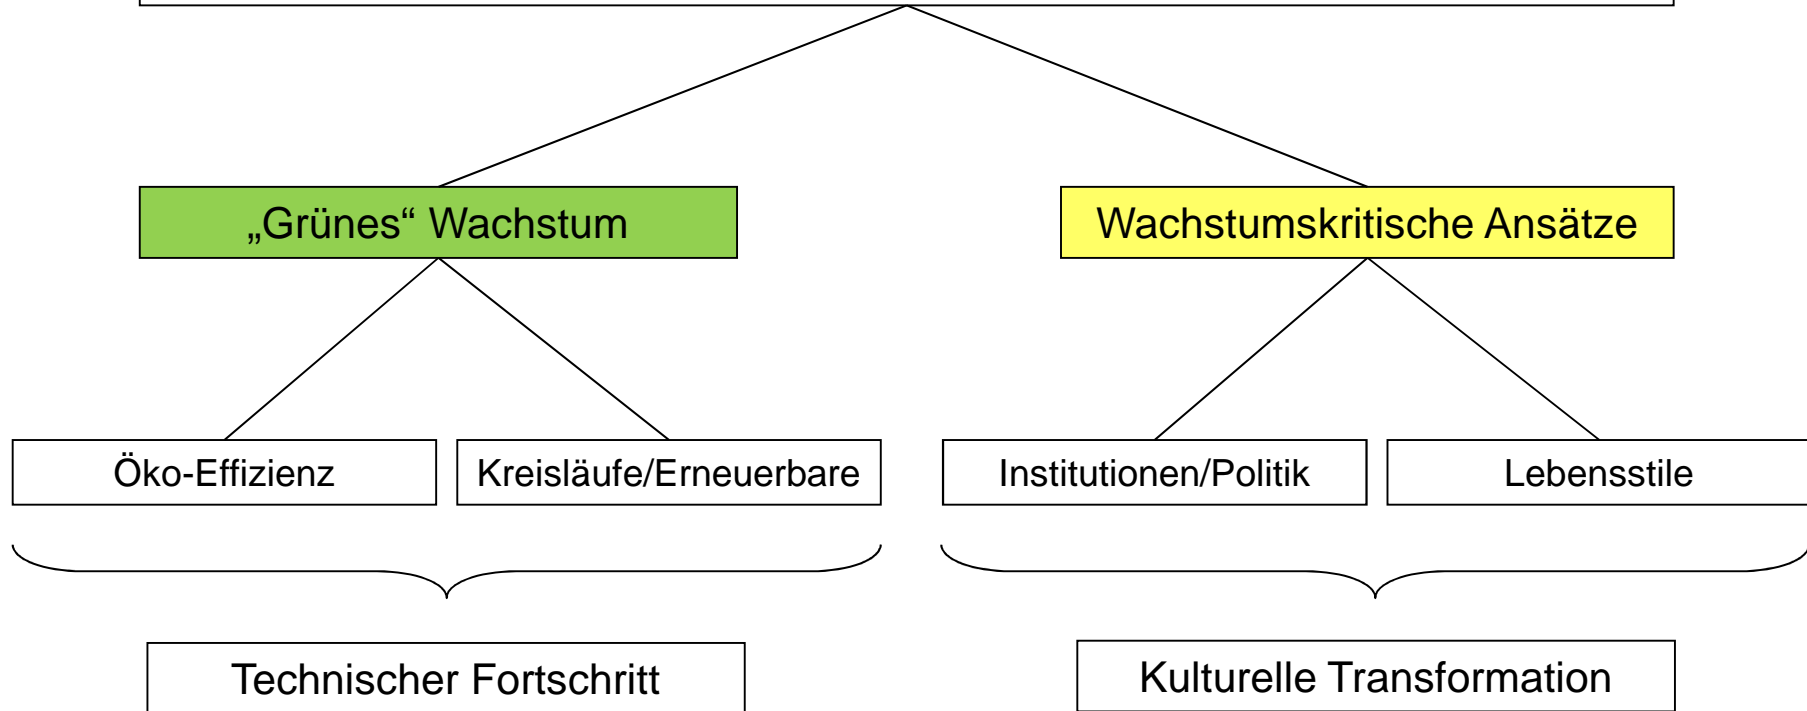 „Grünes“ Wachstum
Wachstumskritische Ansätze
Öko-Effizienz
Kreisläufe/Erneuerbare
Institutionen/Politik
Lebensstile
Technischer Fortschritt
Kulturelle Transformation